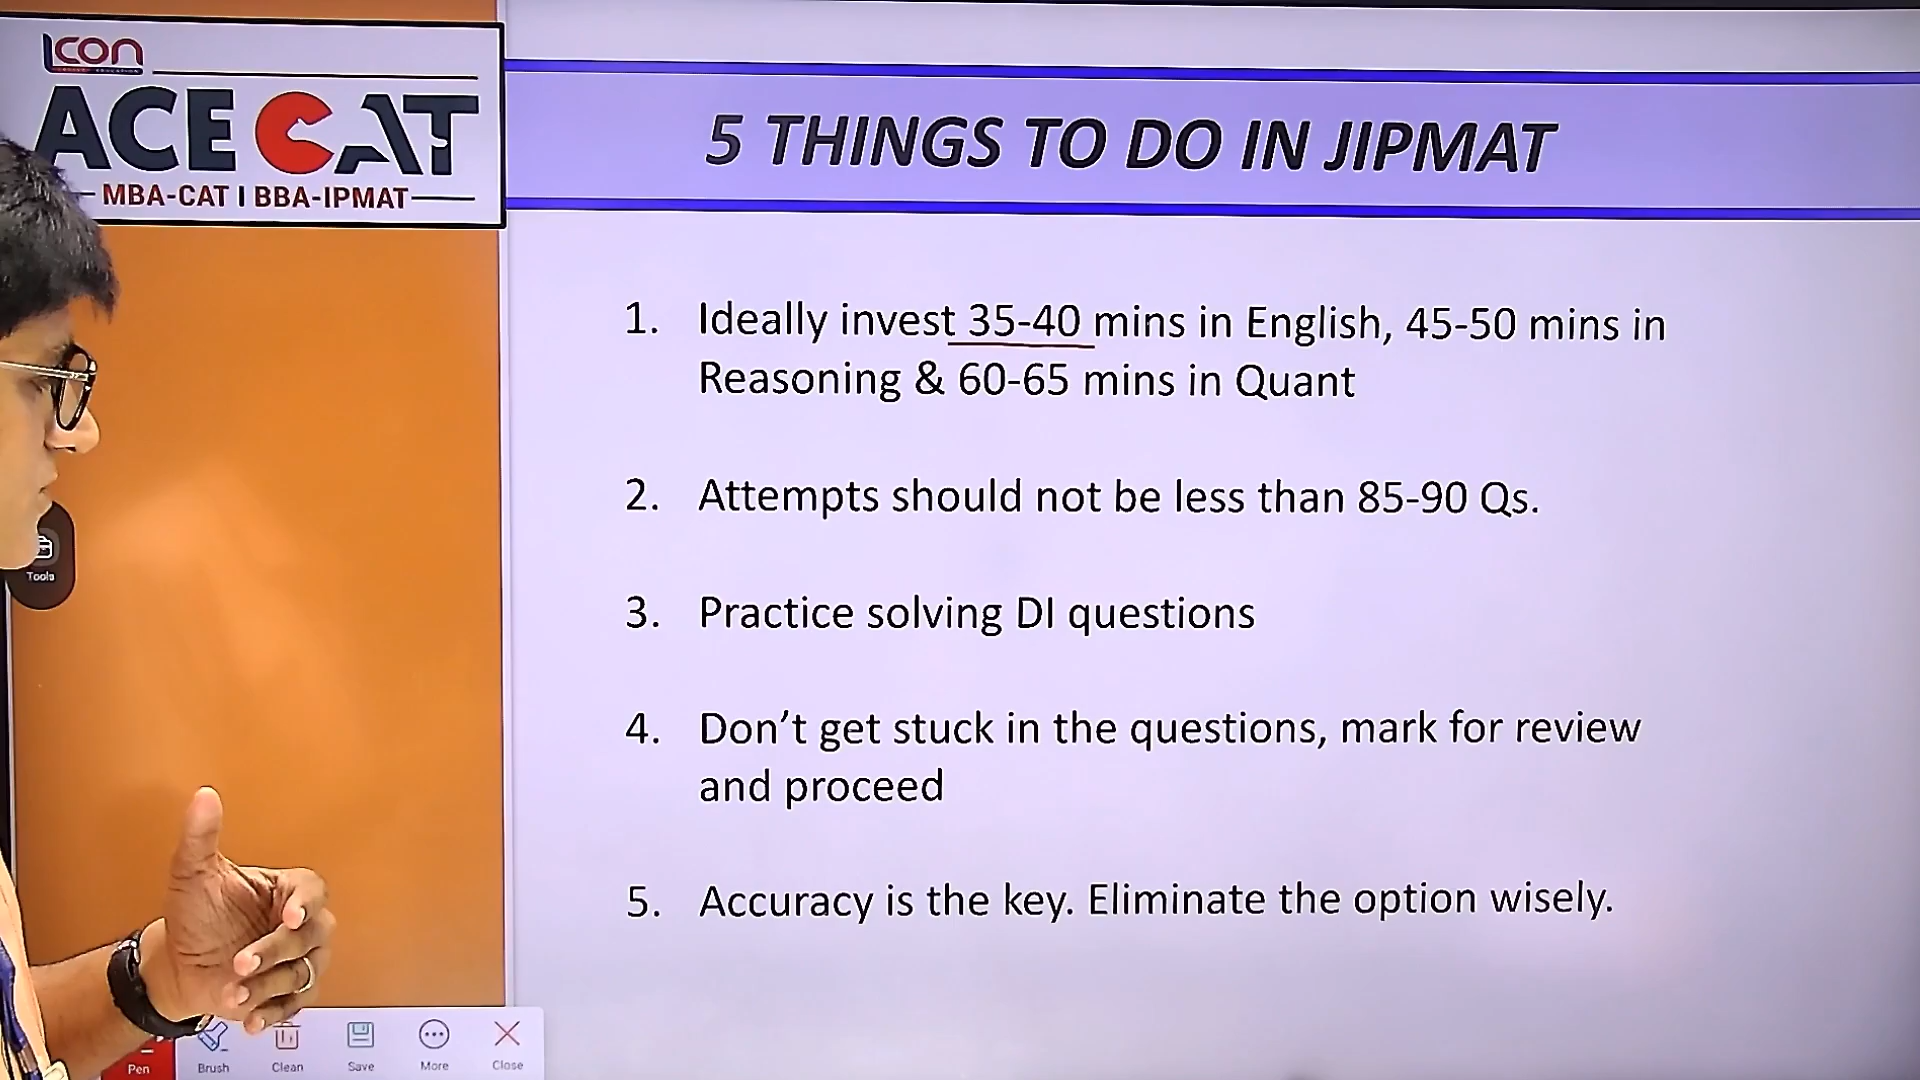 Icon
ACE CAT
MBA-CAT I BBA-IPMAT
5 THINGS TO DO IN JIPMAT
1. Ideally invest 35-40 mins in English, 45-50 mins in
Reasoning & 60-65 mins in Quant
2. Attempts should not be less than 85-90 Qs.
3. Practice solving DI questions
4. Don’t get stuck in the questions, mark for review
and proceed
5. Accuracy is the key. Eliminate the option wisely.
Tools
Pen Brush Clean Save More Close